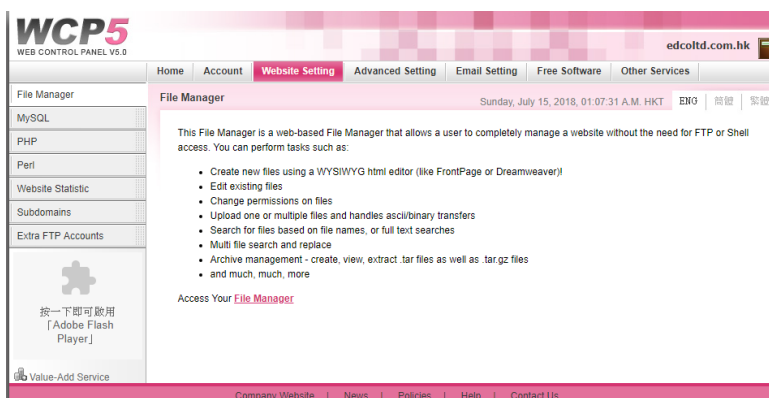 WCP5
WEB CONTROL PANEL V5.0
edcoltd.com.hk
Home Account Website Setting Advanced Setting Email Setting Free Software Other Services
File Manager
MySQL
PHP
Perl
Website Statistic
Subdomains
Extra FTP Accounts
按一下即可啟用
「Adobe Flash
Player」
Value-Add Service
File Manager
Sunday, July 15, 2018, 01:07:31 A.M. HKT ENG 簡體 繁體
This File Manager is a web-based File Manager that allows a user to completely manage a website without the need for FTP or Shell
access. You can perform tasks such as:
Create new files using a WYSIWYG html editor (like FrontPage or Dreamweaver)!
Edit existing files
Change permissions on files
Upload one or multiple files and handles ascii/binary transfers
Search for files based on file names, or full text searches
Multi file search and replace
Archive management - create, view, extract .tar files as well as .tar.gz files
and much, much, more
Access Your File Manager
Company Website | News | Policies | Help | Contact Us